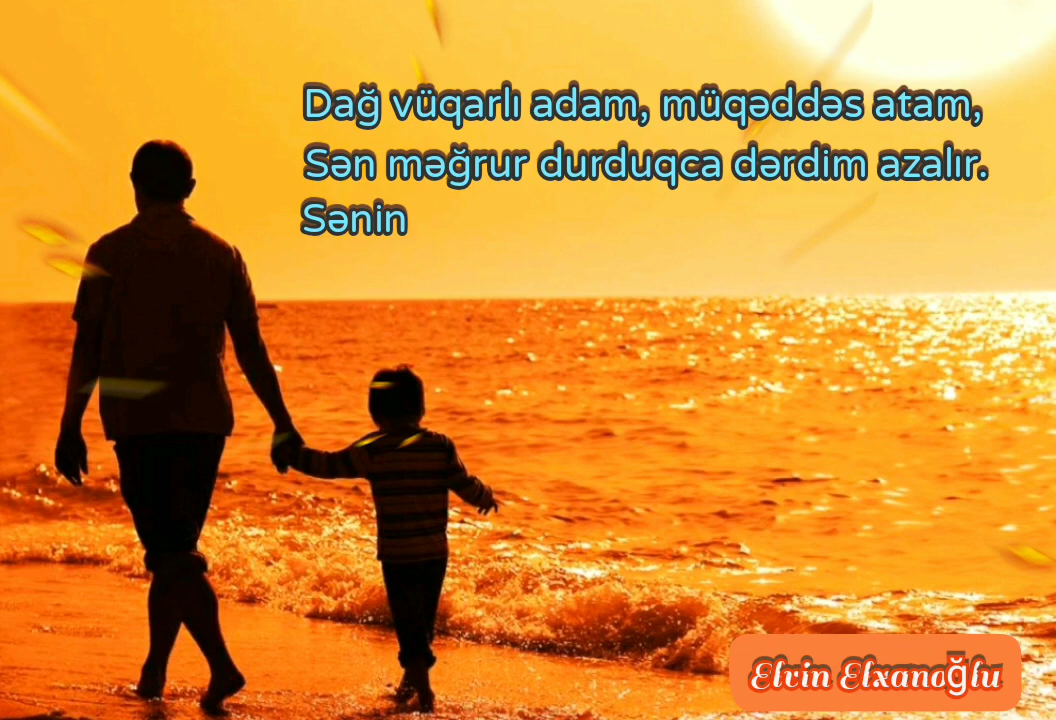 Dağ vüqarlı adam, müqəddəs atam,
Sən məğrur durduqca dərdim azalır.
Sənin
Elvin Elxanoğlu